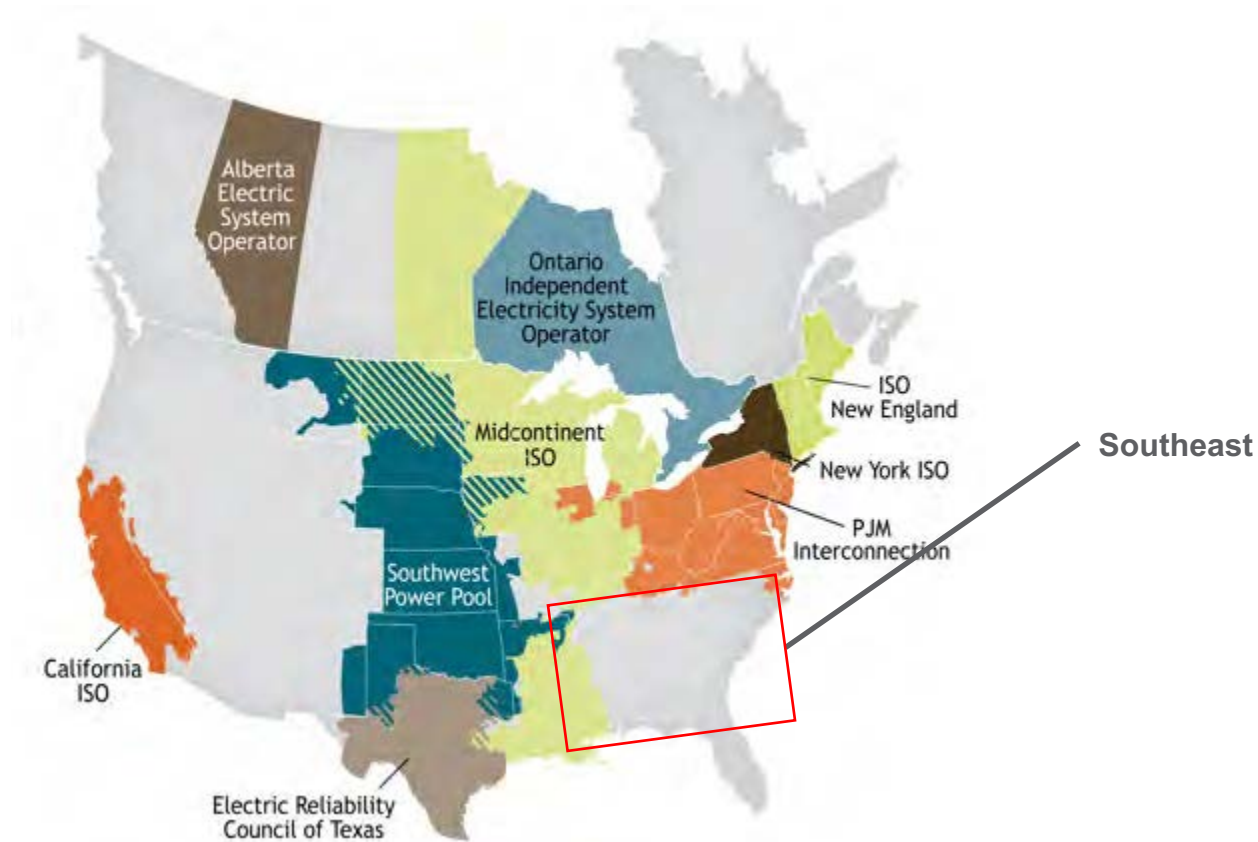 Alberta
Electric
System
Operator
Ontario
Independent
Electricity System
Operator
ISO
New England
Midcontinent
ISO
Southeast
New York ISO
PJM
Interconnection
Southwest
Power Pool
California
ISO
Electric Reliability
Council of Texas